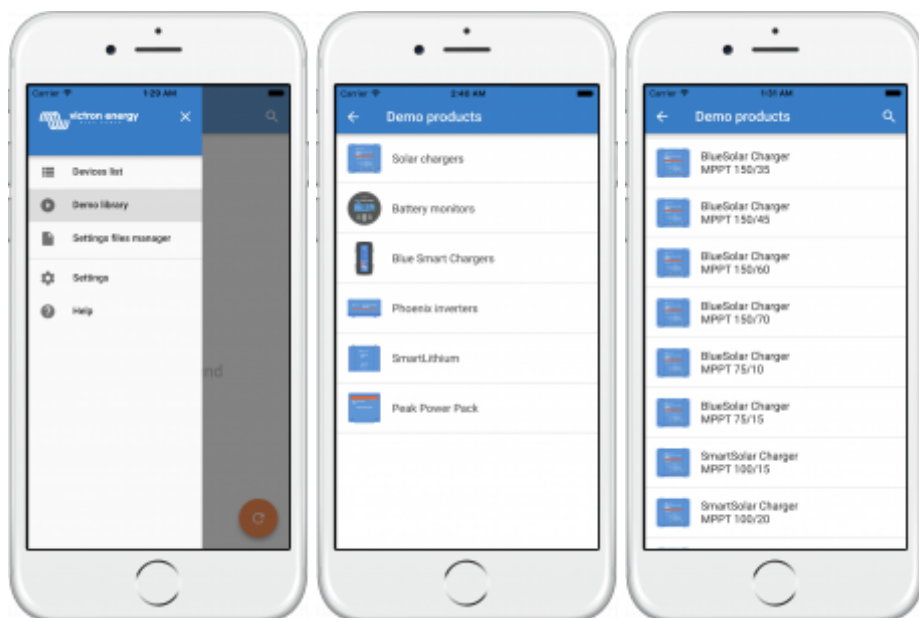 Carrier 1:29 AM
victron energy
Devices list
Demo library
Settings files manager
Settings
Help
nd
Carrier 2:46 AM
Demo products
Solar chargers
Battery monitors
Blue Smart Chargers
Phoenix inverters
SmartLithium
Peak Power Pack
Carrier 1:31 AM
Demo products
BlueSolar Charger
MPPT 150/35
BlueSolar Charger
MPPT 150/45
BlueSolar Charger
MPPT 150/60
BlueSolar Charger
MPPT 150/70
BlueSolar Charger
MPPT 75/10
BlueSolar Charger
MPPT 75/15
SmartSolar Charger
MPPT 100/15
SmartSolar Charger
MPPT 100/20